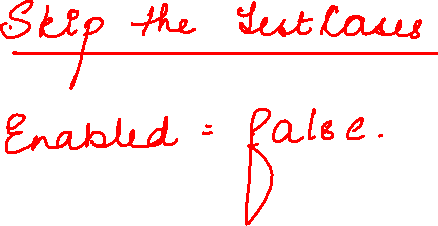 Skip the TestCases
Enabled = false.